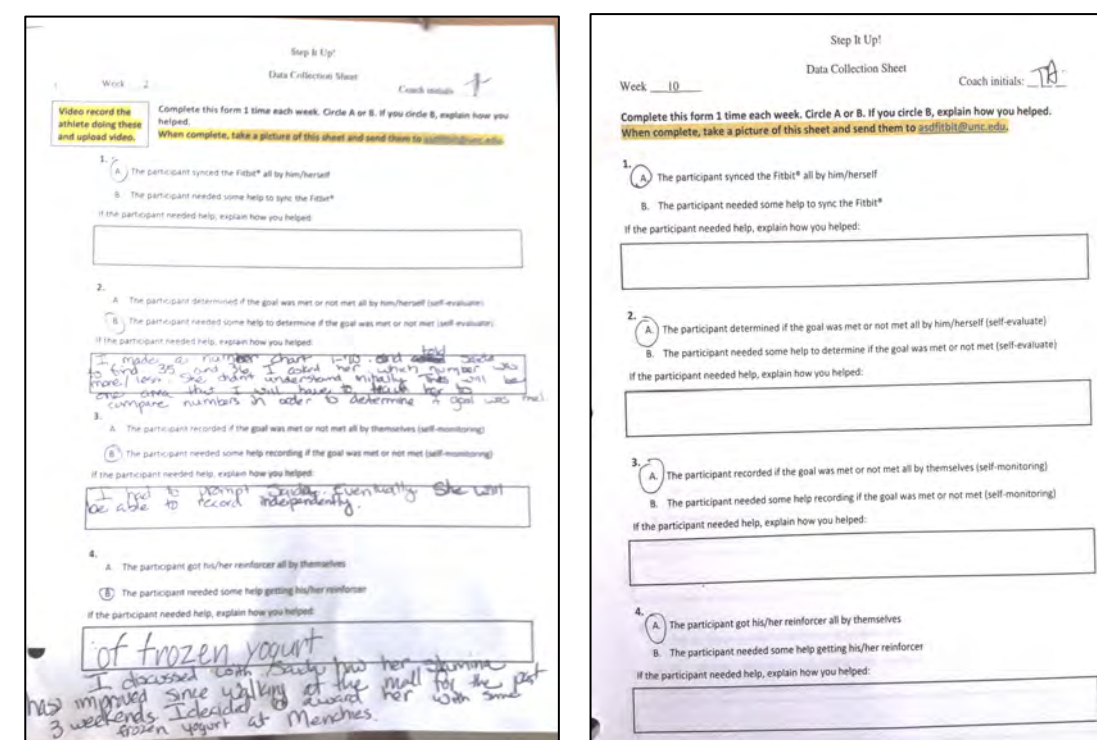 Step It Up!
Data Collection Sheet
Week 2
Coach initials
Video record the
athlete doing these
and upload video.
Complete this form 1 time each week. Circle A or B. If you circle B, explain how you
helped.
When complete, take a picture of this sheet and send them to asdfitbit@unc.edu.
1.
A. The participant synced the Fitbit® all by him/herself
B. The participant needed some help to sync the Fitbit®
If the participant needed help, explain how you helped:
2.
A. The participant determined if the goal was met or not met all by him/herself (self-evaluate)
B. The participant needed some help to determine if the goal was met or not met (self-evaluate)
If the participant needed help, explain how you helped:
I made a number chart 1-70 and told
to find 35 and 36. I asked her which number was
more/less. She didn't understand initially. This will be
one area that I will have to teach her to
compare numbers in order to determine if goal was met.
3.
A. The participant recorded if the goal was met or not met all by themselves (self-monitoring)
B. The participant needed some help recording if the goal was met or not met (self-monitoring)
If the participant needed help, explain how you helped:
I had to prompt Saidy. Eventually She will
be able to record independently.
4.
A. The participant got his/her reinforcer all by themselves
B. The participant needed some help getting his/her reinforcer
If the participant needed help, explain how you helped:
of frozen yogurt
I discussed with how her stamina
has improved since walking at the mall for the past
3 weekends. I decided to award her with some
frozen yogurt at Menchies.
Step It Up!
Data Collection Sheet
Week 10
Coach initials:
Complete this form 1 time each week. Circle A or B. If you circle B, explain how you helped.
When complete, take a picture of this sheet and send them to asdfitbit@unc.edu.
1.
A. The participant synced the Fitbit® all by him/herself
B. The participant needed some help to sync the Fitbit®
If the participant needed help, explain how you helped:
2.
A. The participant determined if the goal was met or not met all by him/herself (self-evaluate)
B. The participant needed some help to determine if the goal was met or not met (self-evaluate)
If the participant needed help, explain how you helped:
3.
A. The participant recorded if the goal was met or not met all by themselves (self-monitoring)
B. The participant needed some help recording if the goal was met or not met (self-monitoring)
If the participant needed help, explain how you helped:
4.
A. The participant got his/her reinforcer all by themselves
B. The participant needed some help getting his/her reinforcer
If the participant needed help, explain how you helped: